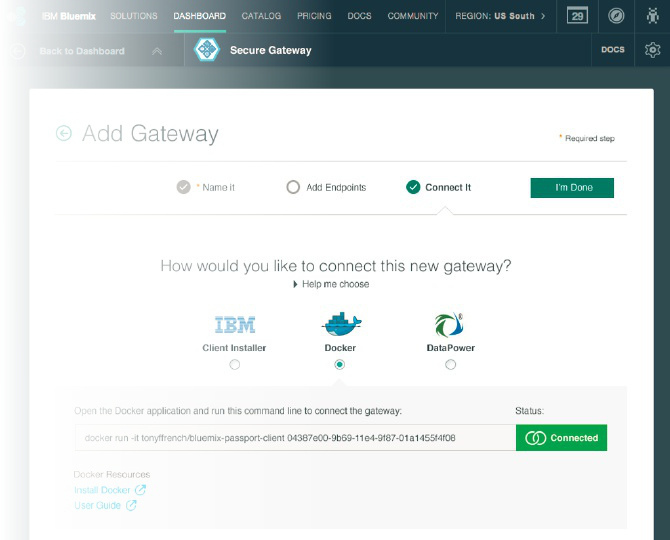 IBM Bluemix SOLUTIONS DASHBOARD CATALOG PRICING DOCS COMMUNITY REGION: US South 29
Back to Dashboard Secure Gateway DOCS
Add Gateway
* Required step
* Name it Add Endpoints Connect It I'm Done
How would you like to connect this new gateway?
Help me choose
IBM ®
Client Installer Docker DataPower
Open the Docker application and run this command line to connect the gateway: Status:
docker run -it tonyffrench/bluemix-passport-client 04387e00-9b69-11e4-9f87-01a1455f4f08 Connected
Docker Resources
Install Docker
User Guide